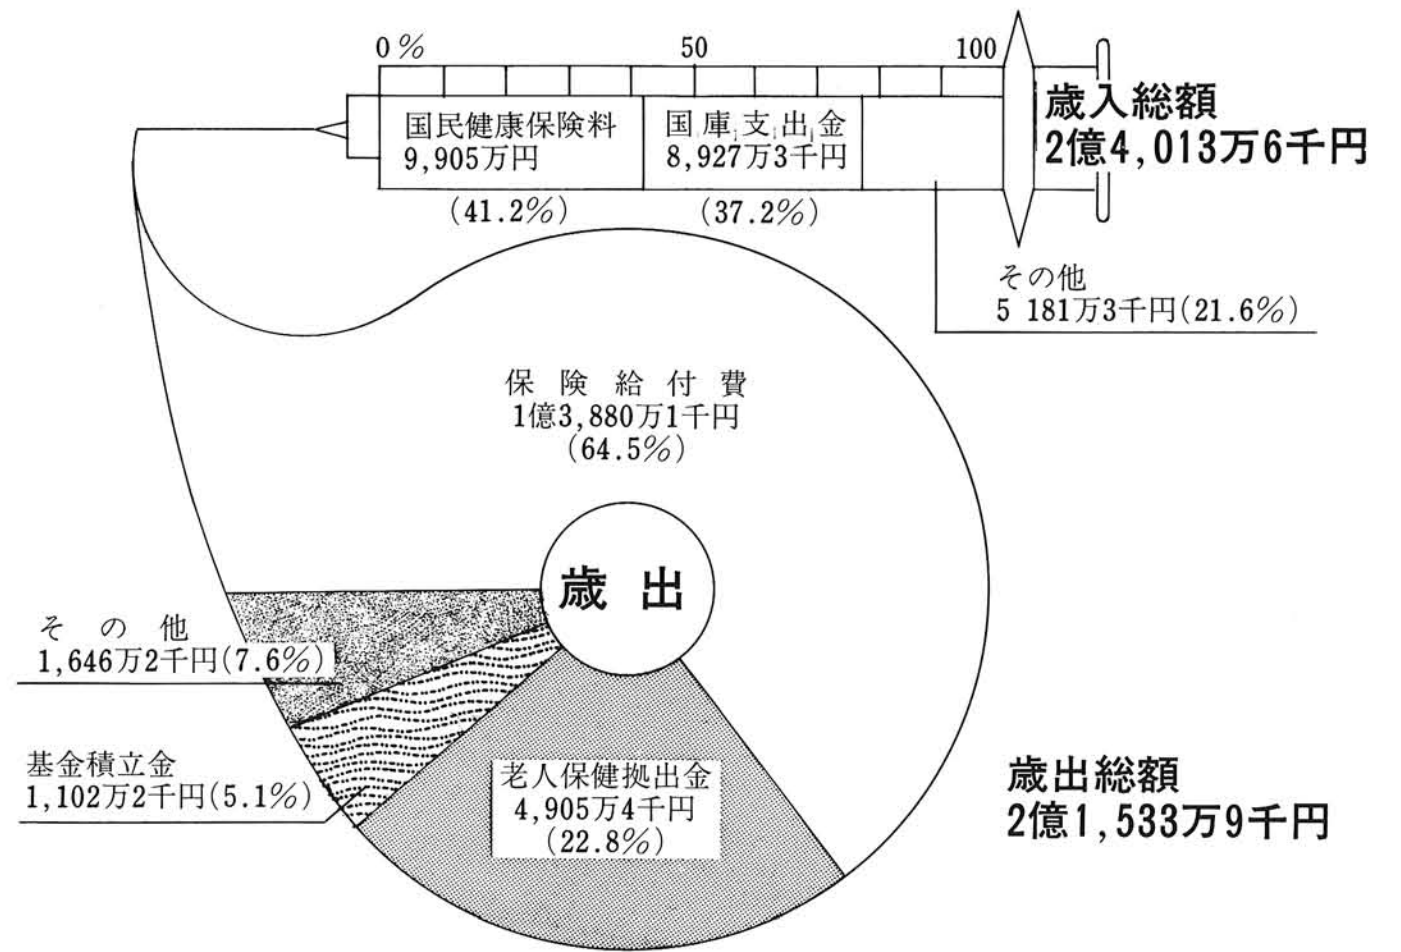 0% 50 100
歳入総額
2億4,013万6千円
国民健康保険料
9,905万円
(41.2%)
国庫支出金
8,927万3千円
(37.2%)
その他
5 181万3千円(21.6%)
保険給付費
1億3,880万1千円
(64.5%)
歳出
その他
1,646万2千円(7.6%)
基金積立金
1,102万2千円(5.1%)
老人保健拠出金
4,905万4千円
(22.8%)
歳出総額
2億1,533万9千円